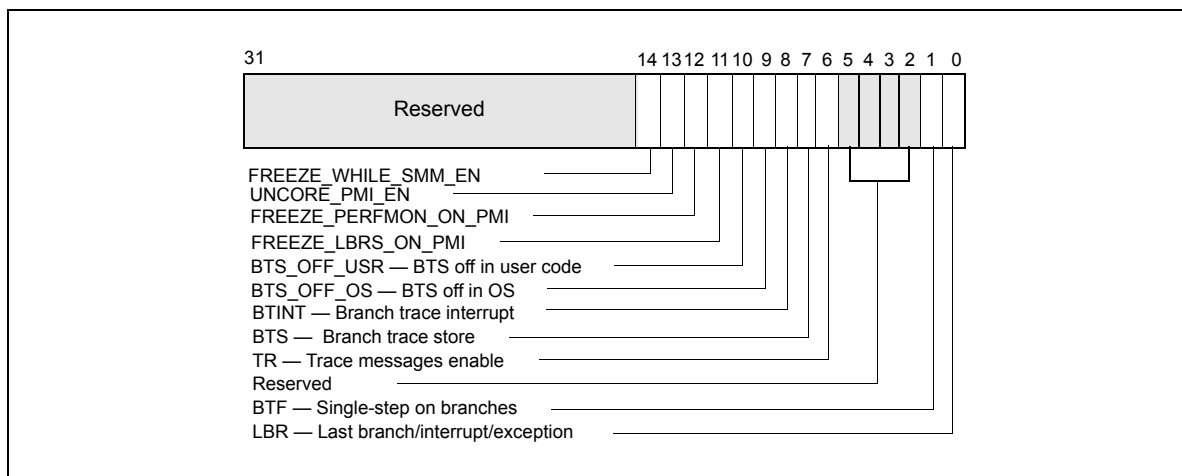 31 14 13 12 11 10 9 8 7 6 5 4 3 2 1 0
Reserved
FREEZE_WHILE_SMM_EN
UNCORE_PMI_EN
FREEZE_PERFMON_ON_PMI
FREEZE_LBRS_ON_PMI
BTS_OFF_USR — BTS off in user code
BTS_OFF_OS — BTS off in OS
BTINT — Branch trace interrupt
BTS — Branch trace store
TR — Trace messages enable
Reserved
BTF — Single-step on branches
LBR — Last branch/interrupt/exception